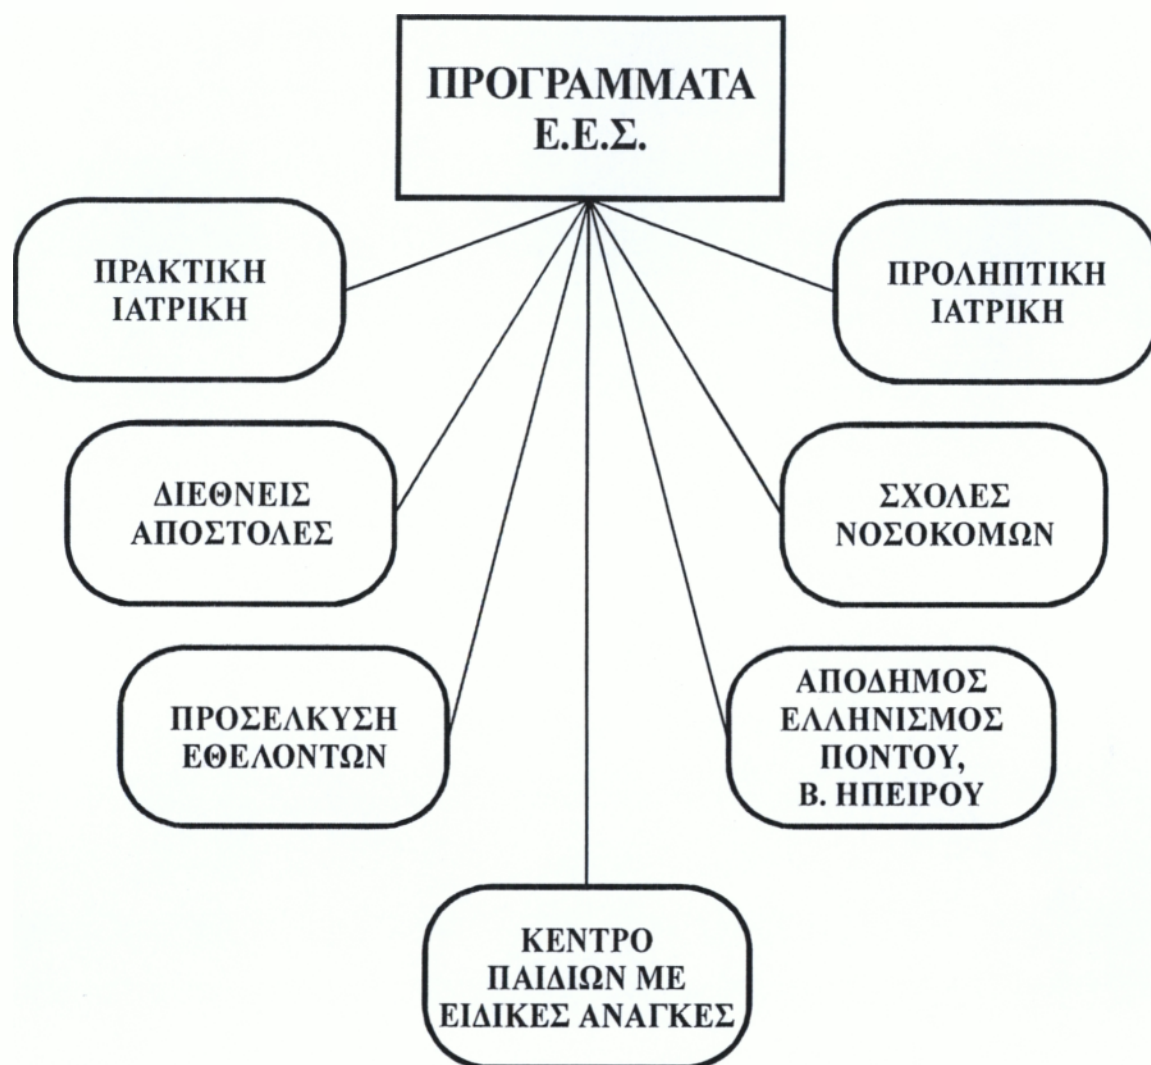 ΠΡΟΓΡΑΜΜΑΤΑ
Ε.Ε.Σ.
ΠΡΑΚΤΙΚΗ
ΙΑΤΡΙΚΗ
ΠΡΟΛΗΠΤΙΚΗ
ΙΑΤΡΙΚΗ
ΔΙΕΘΝΕΙΣ
ΑΠΟΣΤΟΛΕΣ
ΣΧΟΛΕΣ
ΝΟΣΟΚΟΜΩΝ
ΠΡΟΣΕΛΚΥΣΗ
ΕΘΕΛΟΝΤΩΝ
ΑΠΟΔΗΜΟΣ
ΕΛΛΗΝΙΣΜΟΣ
ΠΟΝΤΟΥ,
Β. ΗΠΕΙΡΟΥ
ΚΕΝΤΡΟ
ΠΑΙΔΙΩΝ ΜΕ
ΕΙΔΙΚΕΣ ΑΝΑΓΚΕΣ